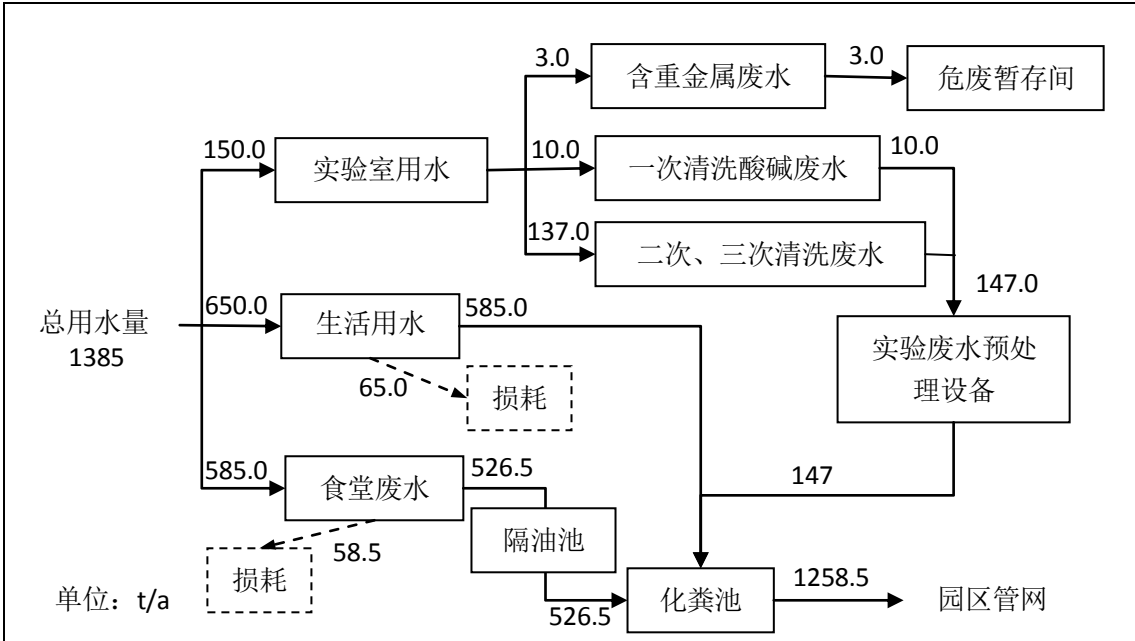 3.0
含重金属废水
3.0
危废暂存间
150.0
实验室用水
10.0
一次清洗酸碱废水
10.0
137.0
二次、三次清洗废水
147.0
总用水量
1385
650.0
生活用水
585.0
65.0
损耗
实验废水预处
理设备
585.0
食堂废水
526.5
147
58.5
损耗
隔油池
526.5
化粪池
1258.5
园区管网
单位：t/a